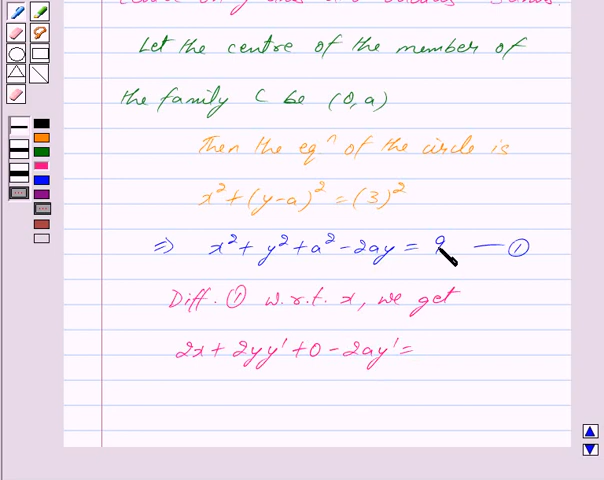 Let the centre of the member of
the family C be (0, a)
Then the eqⁿ of the circle is
x² + (y-a)² = (3)²
⇒ x² + y² + a² - 2ay = 9 — ①
Diff. ① w.r.t. x, we get
2x + 2yy' + 0 - 2ay' =